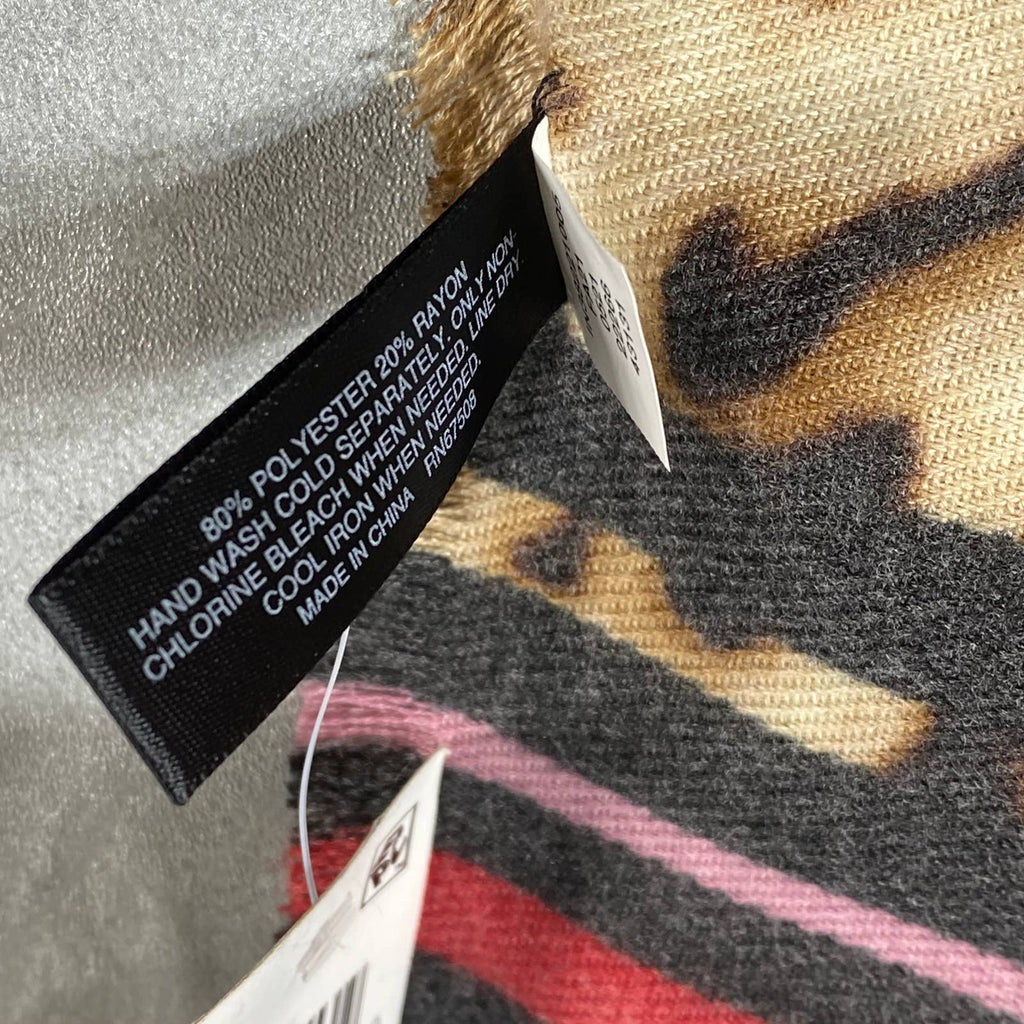 80% POLYESTER 20% RAYON
HAND WASH COLD SEPARATELY. ONLY NON-
CHLORINE BLEACH WHEN NEEDED. LINE DRY.
COOL IRON WHEN NEEDED.
MADE IN CHINA RN67508